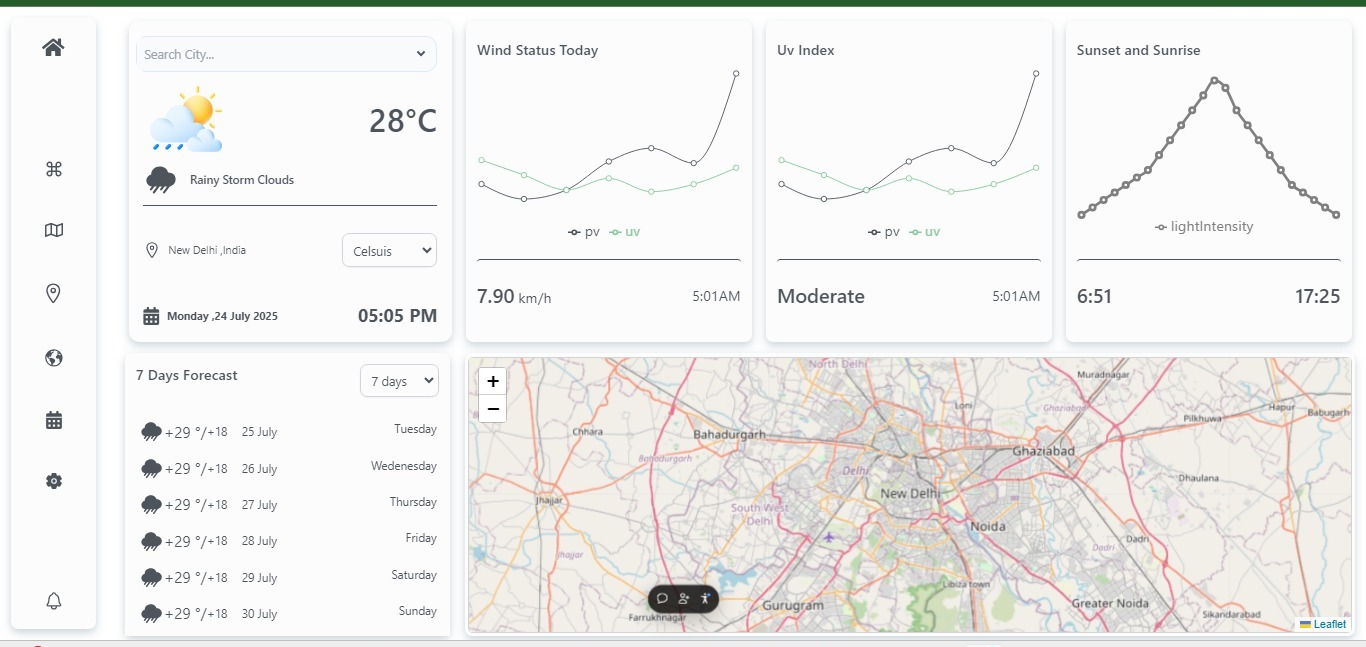 Search City...
28°C
Rainy Storm Clouds
New Delhi ,India
Celsuis
Monday ,24 July 2025
05:05 PM
Wind Status Today
pv uv
7.90 km/h
5:01AM
Uv Index
pv uv
Moderate
5:01AM
Sunset and Sunrise
lightIntensity
6:51
17:25
7 Days Forecast
7 days
+29 °/+18 25 July Tuesday
+29 °/+18 26 July Wedenesday
+29 °/+18 27 July Thursday
+29 °/+18 28 July Friday
+29 °/+18 29 July Saturday
+29 °/+18 30 July Sunday
+
−
North Delhi
Muradnagar
Loni
Ghaziabad
Hapur
Babugarh
Pilkhuwa
Chhara
Bahadurgarh
Bahadurgarh
Ghaziabad
Delhi
Dhaulana
New Delhi
Jhajjar
South West
Delhi
Noida
Dadri
Dadri
Jhajjar
Libiza town
Gurugram
Greater Noida
Farrukhnagar
Sikandarabad
Leaflet